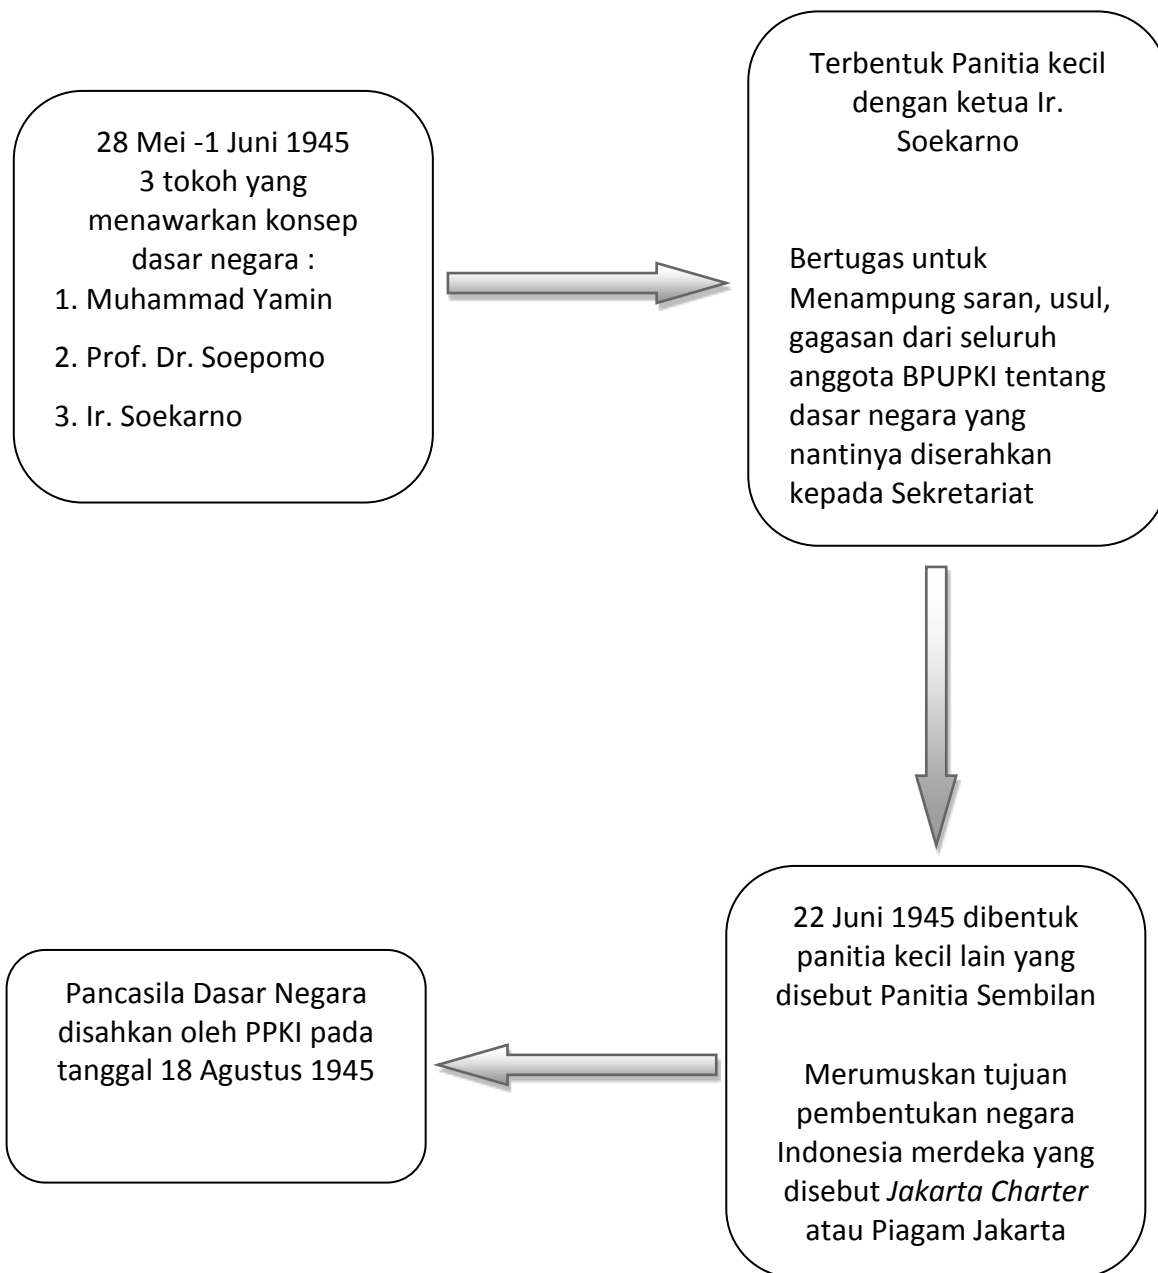 28 Mei -1 Juni 1945
3 tokoh yang
menawarkan konsep
dasar negara :
1. Muhammad Yamin
2. Prof. Dr. Soepomo
3. Ir. Soekarno
Terbentuk Panitia kecil
dengan ketua Ir.
Soekarno
Bertugas untuk
Menampung saran, usul,
gagasan dari seluruh
anggota BPUPKI tentang
dasar negara yang
nantinya diserahkan
kepada Sekretariat
22 Juni 1945 dibentuk
panitia kecil lain yang
disebut Panitia Sembilan
Merumuskan tujuan
pembentukan negara
Indonesia merdeka yang
disebut Jakarta Charter
atau Piagam Jakarta
Pancasila Dasar Negara
disahkan oleh PPKI pada
tanggal 18 Agustus 1945